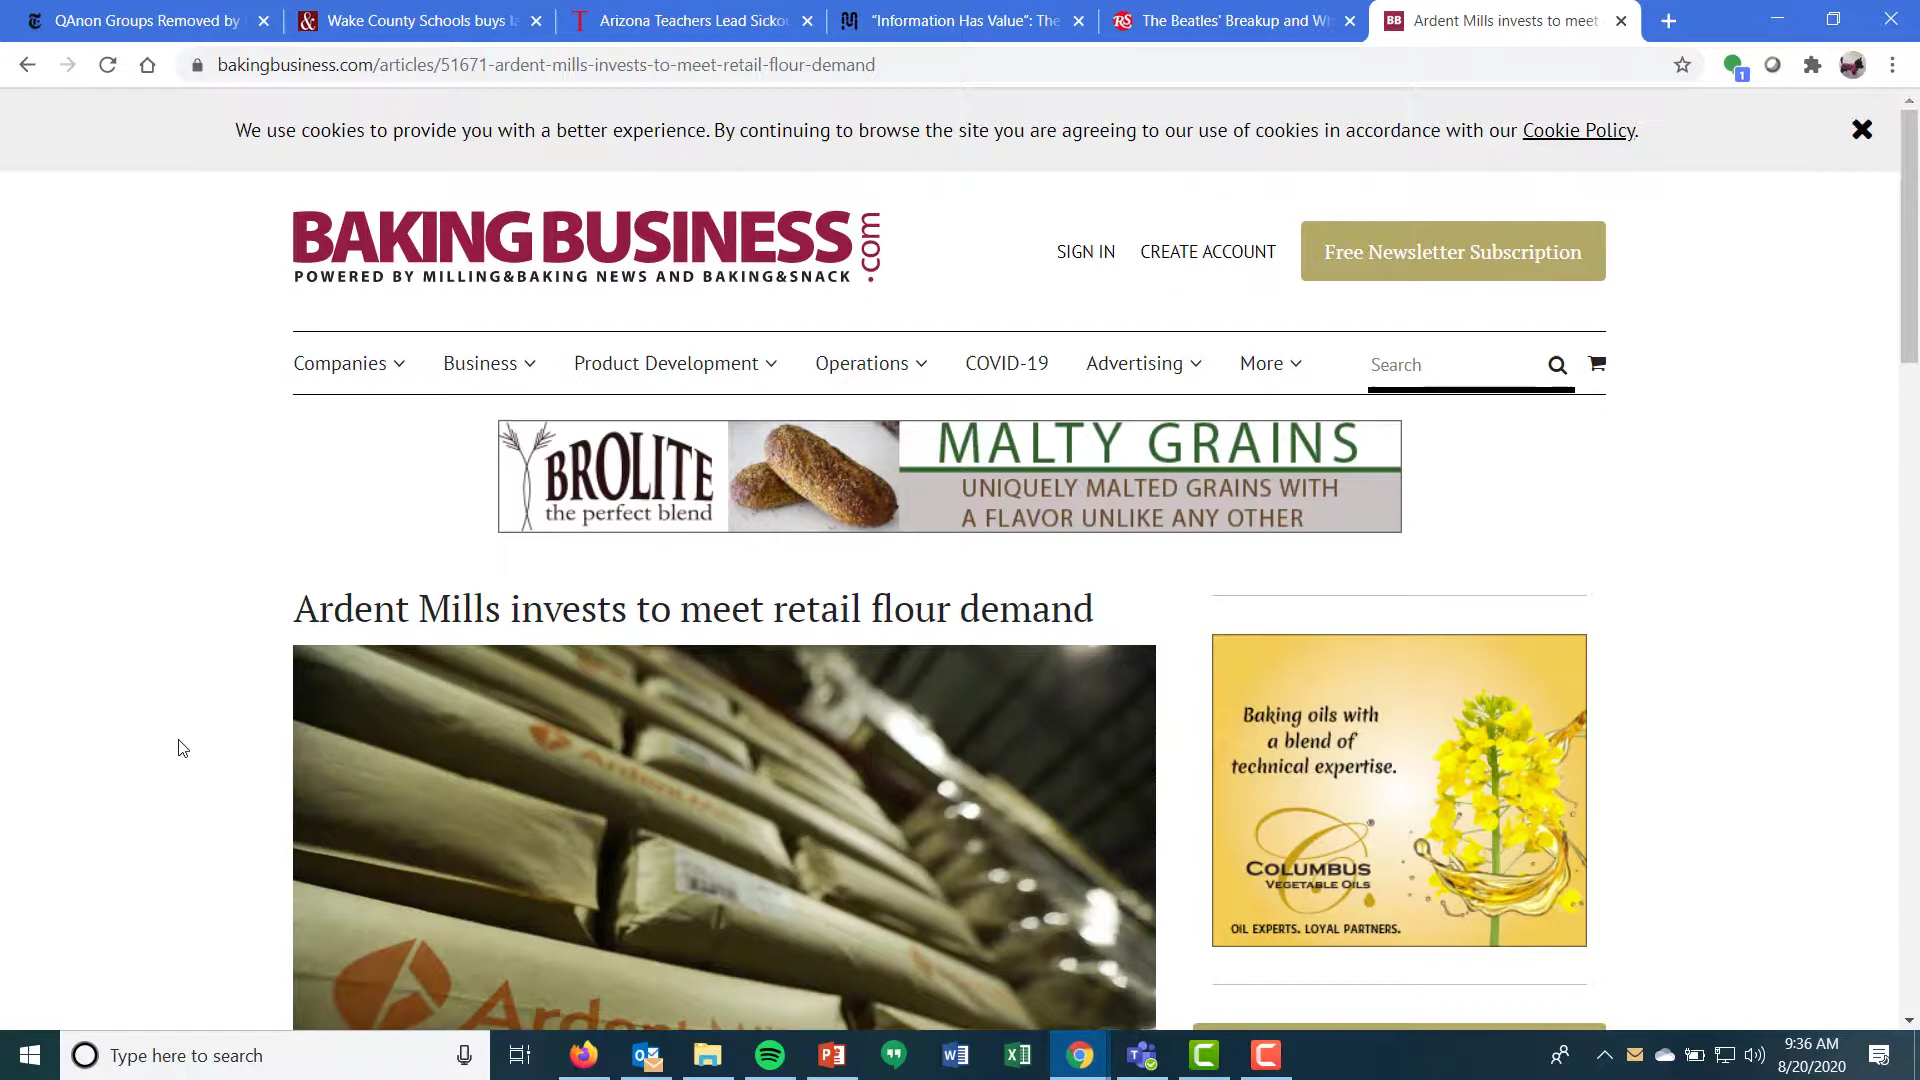 QAnon Groups Removed by
Wake County Schools buys la
Arizona Teachers Lead Sickou
"Information Has Value": The
RS
The Beatles' Breakup and Wh
BB
Ardent Mills invests to meet
bakingbusiness.com/articles/51671-ardent-mills-invests-to-meet-retail-flour-demand
1
We use cookies to provide you with a better experience. By continuing to browse the site you are agreeing to our use of cookies in accordance with our Cookie Policy.
BAKING BUSINESS .com
POWERED BY MILLING&BAKING NEWS AND BAKING&SNACK
SIGN IN
CREATE ACCOUNT
Free Newsletter Subscription
Companies
Business
Product Development
Operations
COVID-19
Advertising
More
Search
BROLITE
the perfect blend
MALTY GRAINS
UNIQUELY MALTED GRAINS WITH
A FLAVOR UNLIKE ANY OTHER
Ardent Mills invests to meet retail flour demand
Baking oils with
a blend of
technical expertise.
COLUMBUS
VEGETABLE OILS
OIL EXPERTS. LOYAL PARTNERS.
Ardent
Type here to search
9:36 AM
8/20/2020